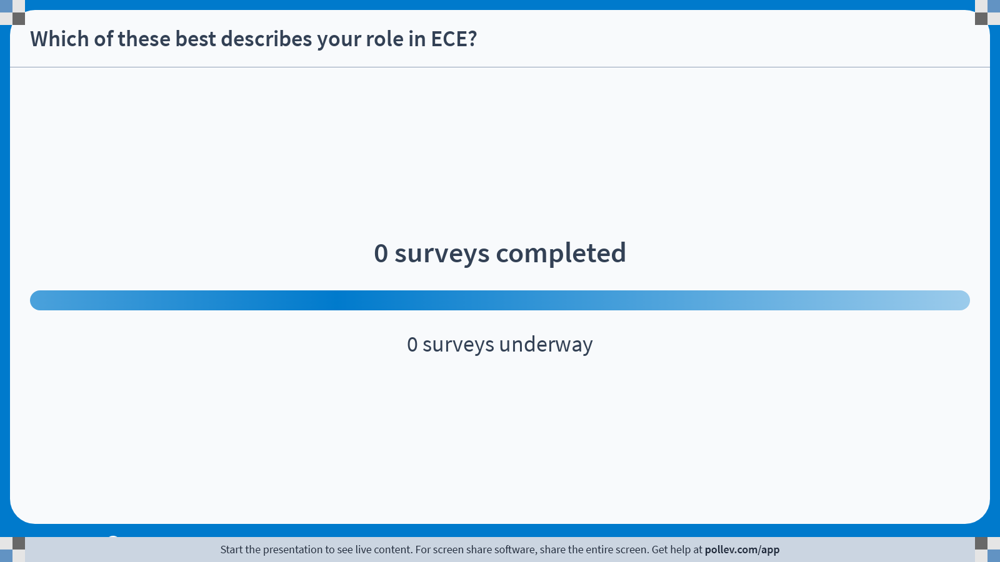 Which of these best describes your role in ECE?
0 surveys completed
0 surveys underway
Start the presentation to see live content. For screen share software, share the entire screen. Get help at pollev.com/app